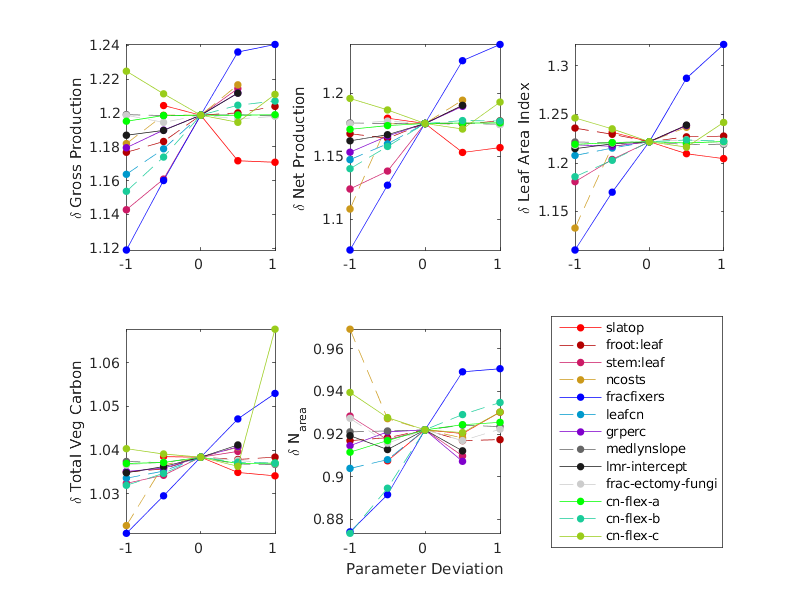 1.24
1.22
1.2
1.18
1.16
1.14
1.12
-1
0
1
δ Gross Production
1.2
1.15
1.1
-1
0
1
δ Net Production
1.3
1.25
1.2
1.15
-1
0
1
δ Leaf Area Index
1.06
1.04
1.03
-1
0
1
δ Total Veg Carbon
0.96
0.94
0.92
0.9
0.88
-1
0
1
δ Narea
Parameter Deviation
slatop
froot:leaf
stem:leaf
ncosts
fracfixers
leafcn
grperc
medlynslope
lmr-intercept
frac-ectomy-fungi
cn-flex-a
cn-flex-b
cn-flex-c